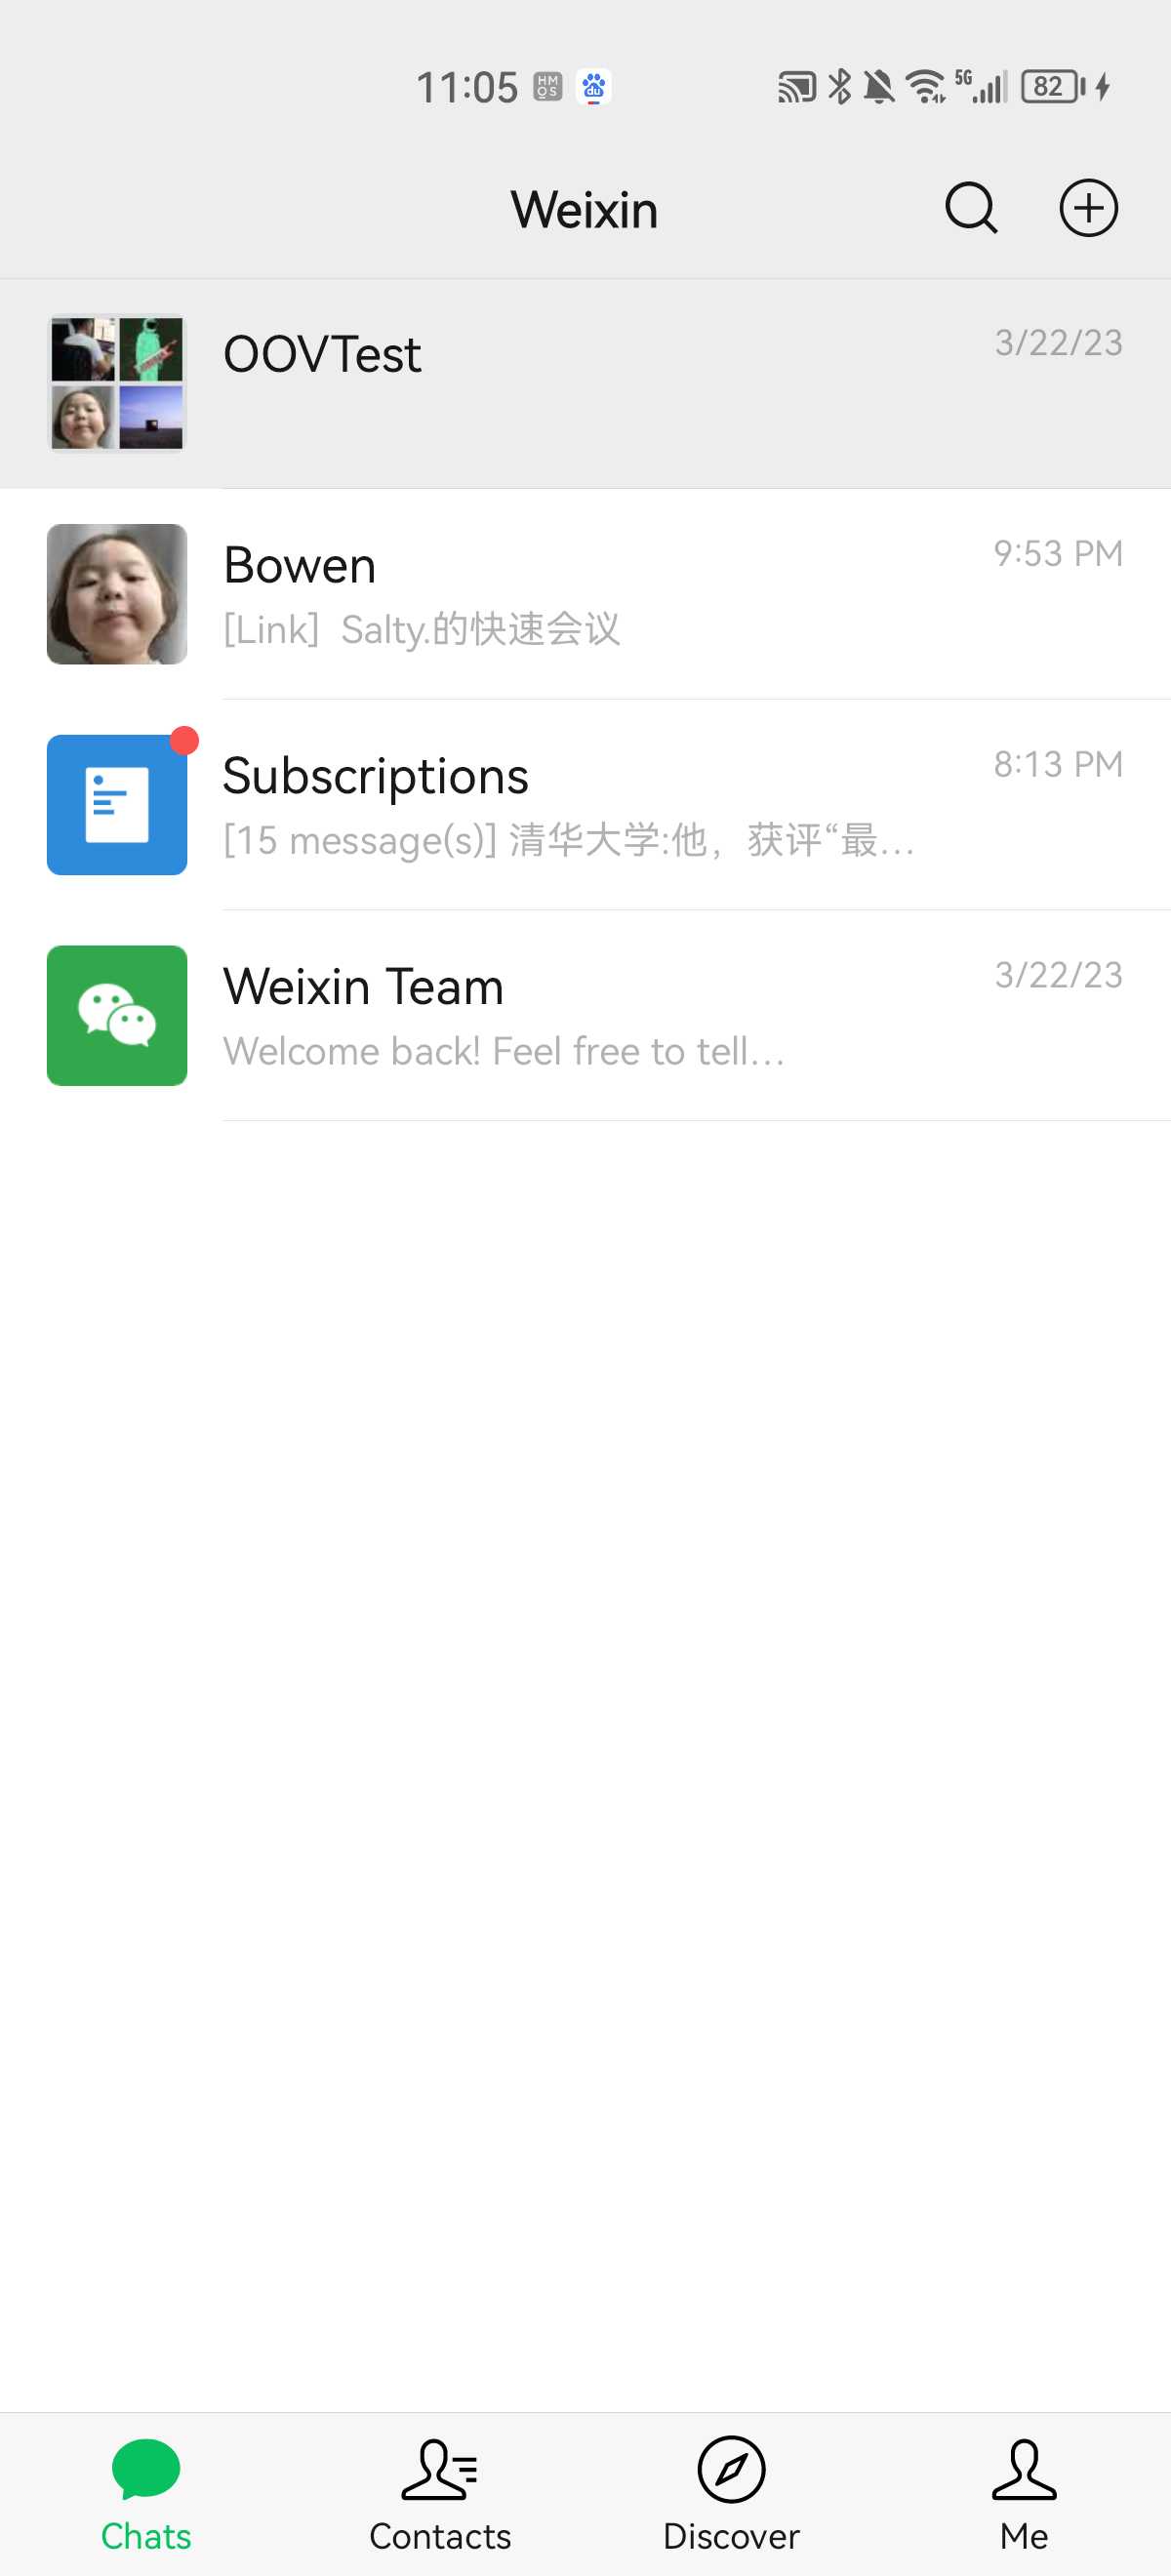 11:05 HM OS du 5G 82
Weixin
OOVTest 3/22/23
Bowen 9:53 PM
[Link] Salty.的快速会议
Subscriptions 8:13 PM
[15 message(s)] 清华大学:他，获评“最…
Weixin Team 3/22/23
Welcome back! Feel free to tell…
Chats Contacts Discover Me